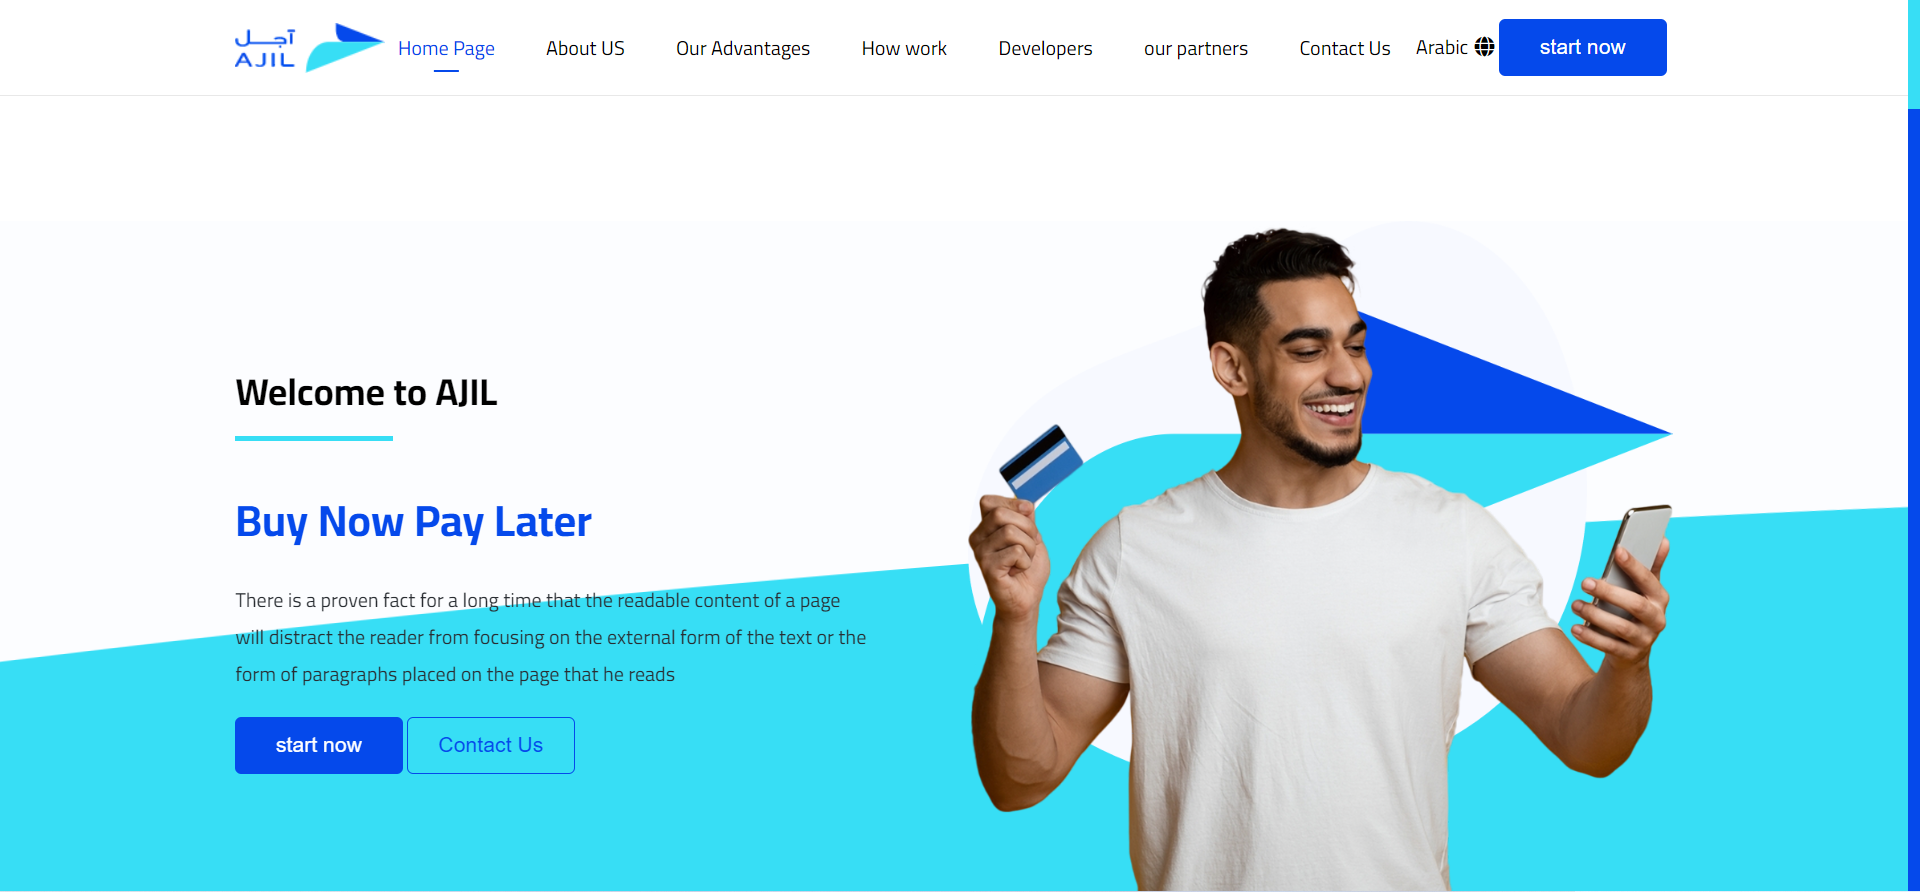 آجل
AJIL
Home Page
About US
Our Advantages
How work
Developers
our partners
Contact Us
Arabic
start now
Welcome to AJIL
Buy Now Pay Later
There is a proven fact for a long time that the readable content of a page
will distract the reader from focusing on the external form of the text or the
form of paragraphs placed on the page that he reads
start now
Contact Us